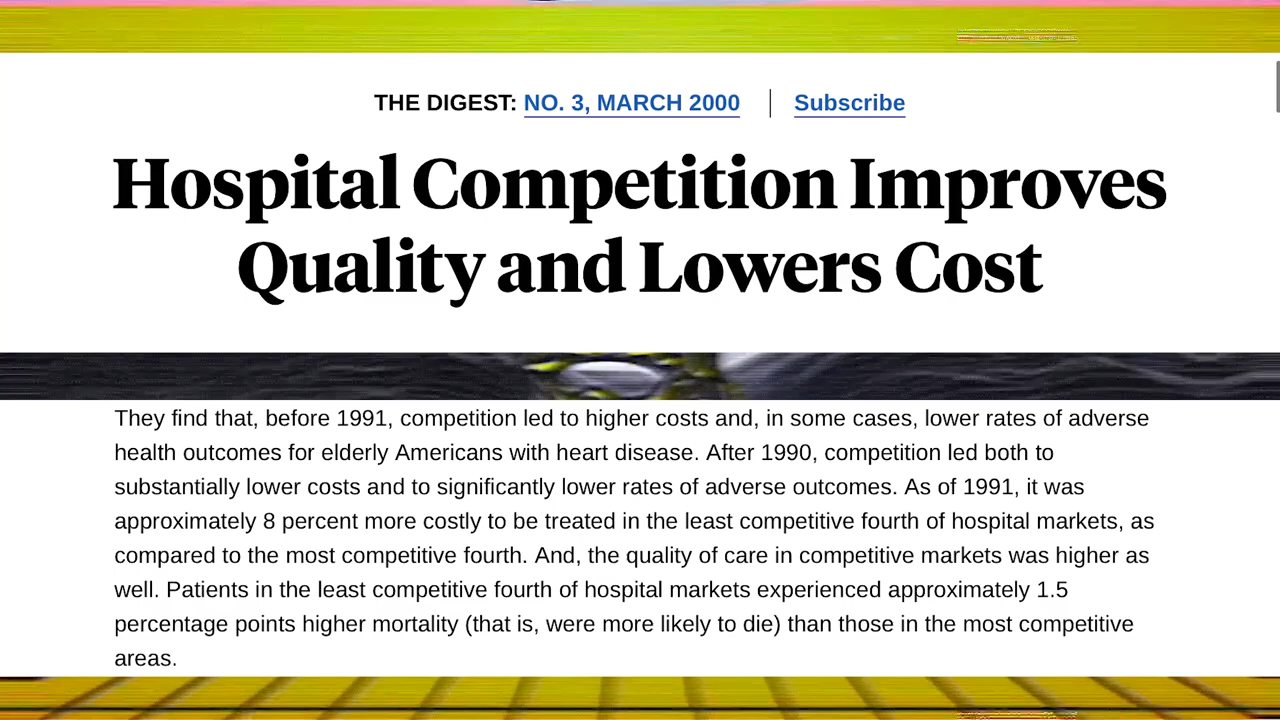 THE DIGEST: NO. 3, MARCH 2000 | Subscribe
Hospital Competition Improves
Quality and Lowers Cost
They find that, before 1991, competition led to higher costs and, in some cases, lower rates of adverse
health outcomes for elderly Americans with heart disease. After 1990, competition led both to
substantially lower costs and to significantly lower rates of adverse outcomes. As of 1991, it was
approximately 8 percent more costly to be treated in the least competitive fourth of hospital markets, as
compared to the most competitive fourth. And, the quality of care in competitive markets was higher as
well. Patients in the least competitive fourth of hospital markets experienced approximately 1.5
percentage points higher mortality (that is, were more likely to die) than those in the most competitive
areas.